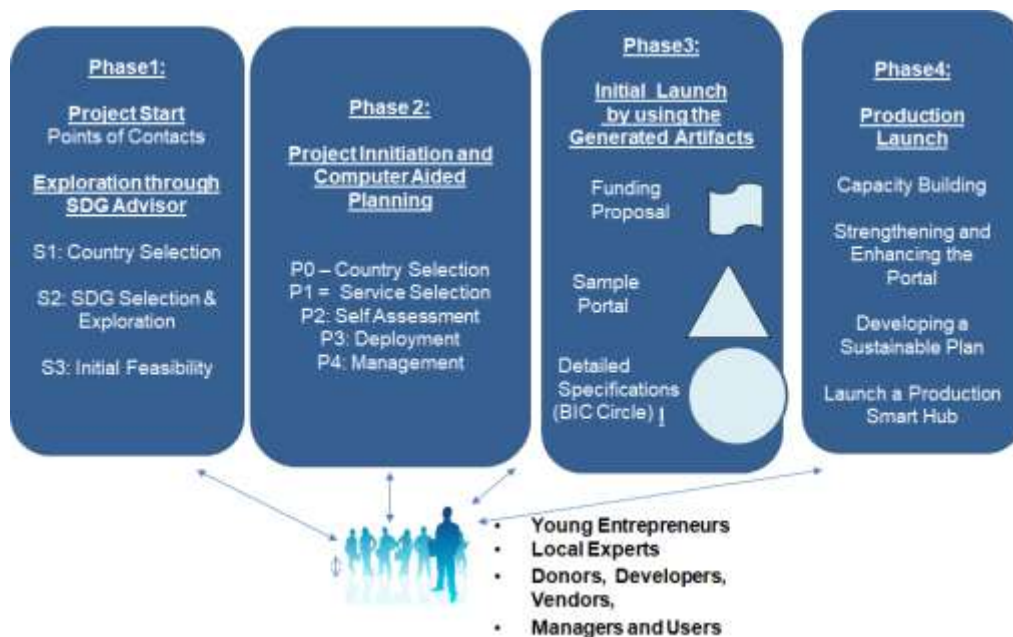 Phase1:
Project Start
Points of Contacts
Exploration through
SDG Advisor
S1: Country Selection
S2: SDG Selection &
Exploration
S3: Initial Feasibility
Phase 2:
Project Innitiation and
Computer Aided
Planning
P0 – Country Selection
P1 = Service Selection
P2: Self Assessment
P3: Deployment
P4: Management
Phase3:
Initial Launch
by using the
Generated Artifacts
Funding
Proposal
Sample
Portal
Detailed
Specifications
(BIC Circle) !
Phase4:
Production
Launch
Capacity Building
Strengthening and
Enhancing the
Portal
Developing a
Sustainable Plan
Launch a Production
Smart Hub
• Young Entrepreneurs
• Local Experts
• Donors, Developers,
Vendors,
• Managers and Users